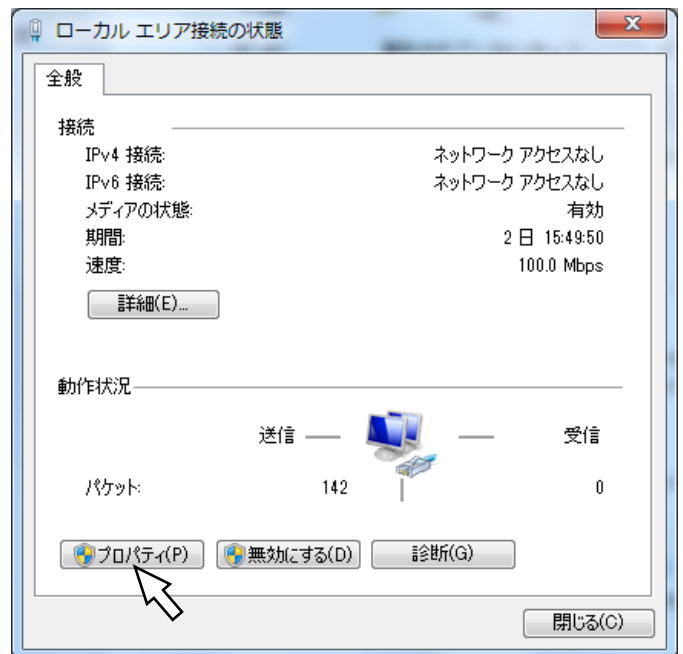 ローカル エリア接続の状態
全般
接続
IPv4 接続: ネットワーク アクセスなし
IPv6 接続: ネットワーク アクセスなし
メディアの状態: 有効
期間: 2 日 15:49:50
速度: 100.0 Mbps
詳細(E)...
動作状況
送信 受信
パケット: 142 0
プロパティ(P) 無効にする(D) 診断(G)
閉じる(C)